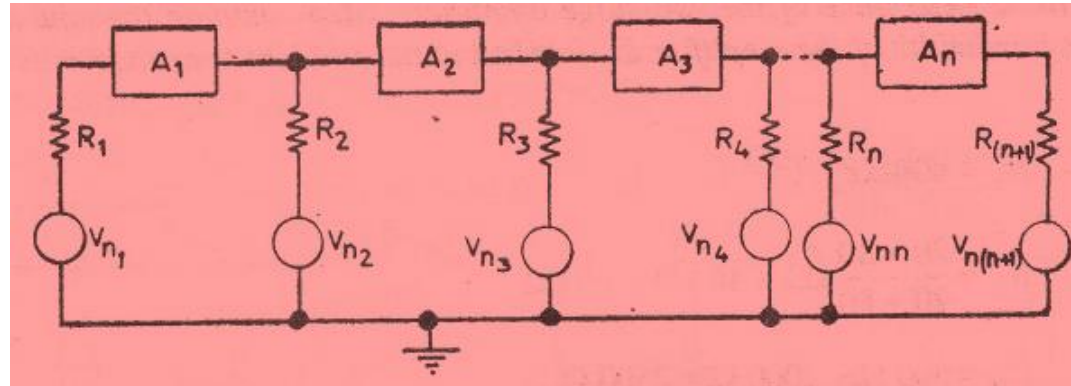 A1 A2 A3 An
R1 R2 R3 R4 Rn R(n+1)
Vn1 Vn2 Vn3 Vn4 Vnn Vn(n+1)